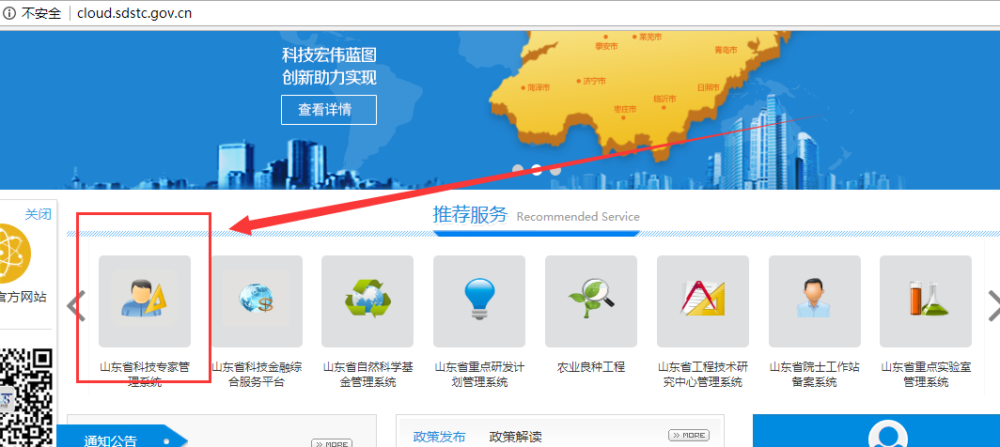 不安全 cloud.sdstc.gov.cn
科技宏伟蓝图
创新助力实现
查看详情
泰安市
莱芜市
青岛市
菏泽市
济宁市
日照市
临沂市
枣庄市
关闭
官方网站
推荐服务 Recommended Service
山东省科技专家管
理系统
山东省科技金融综
合服务平台
山东省自然科学基
金管理系统
山东省重点研发计
划管理系统
农业良种工程
山东省工程技术研
究中心管理系统
山东省院士工作站
备案系统
山东省重点实验室
管理系统
通知公告
MORE
政策发布 政策解读
MORE